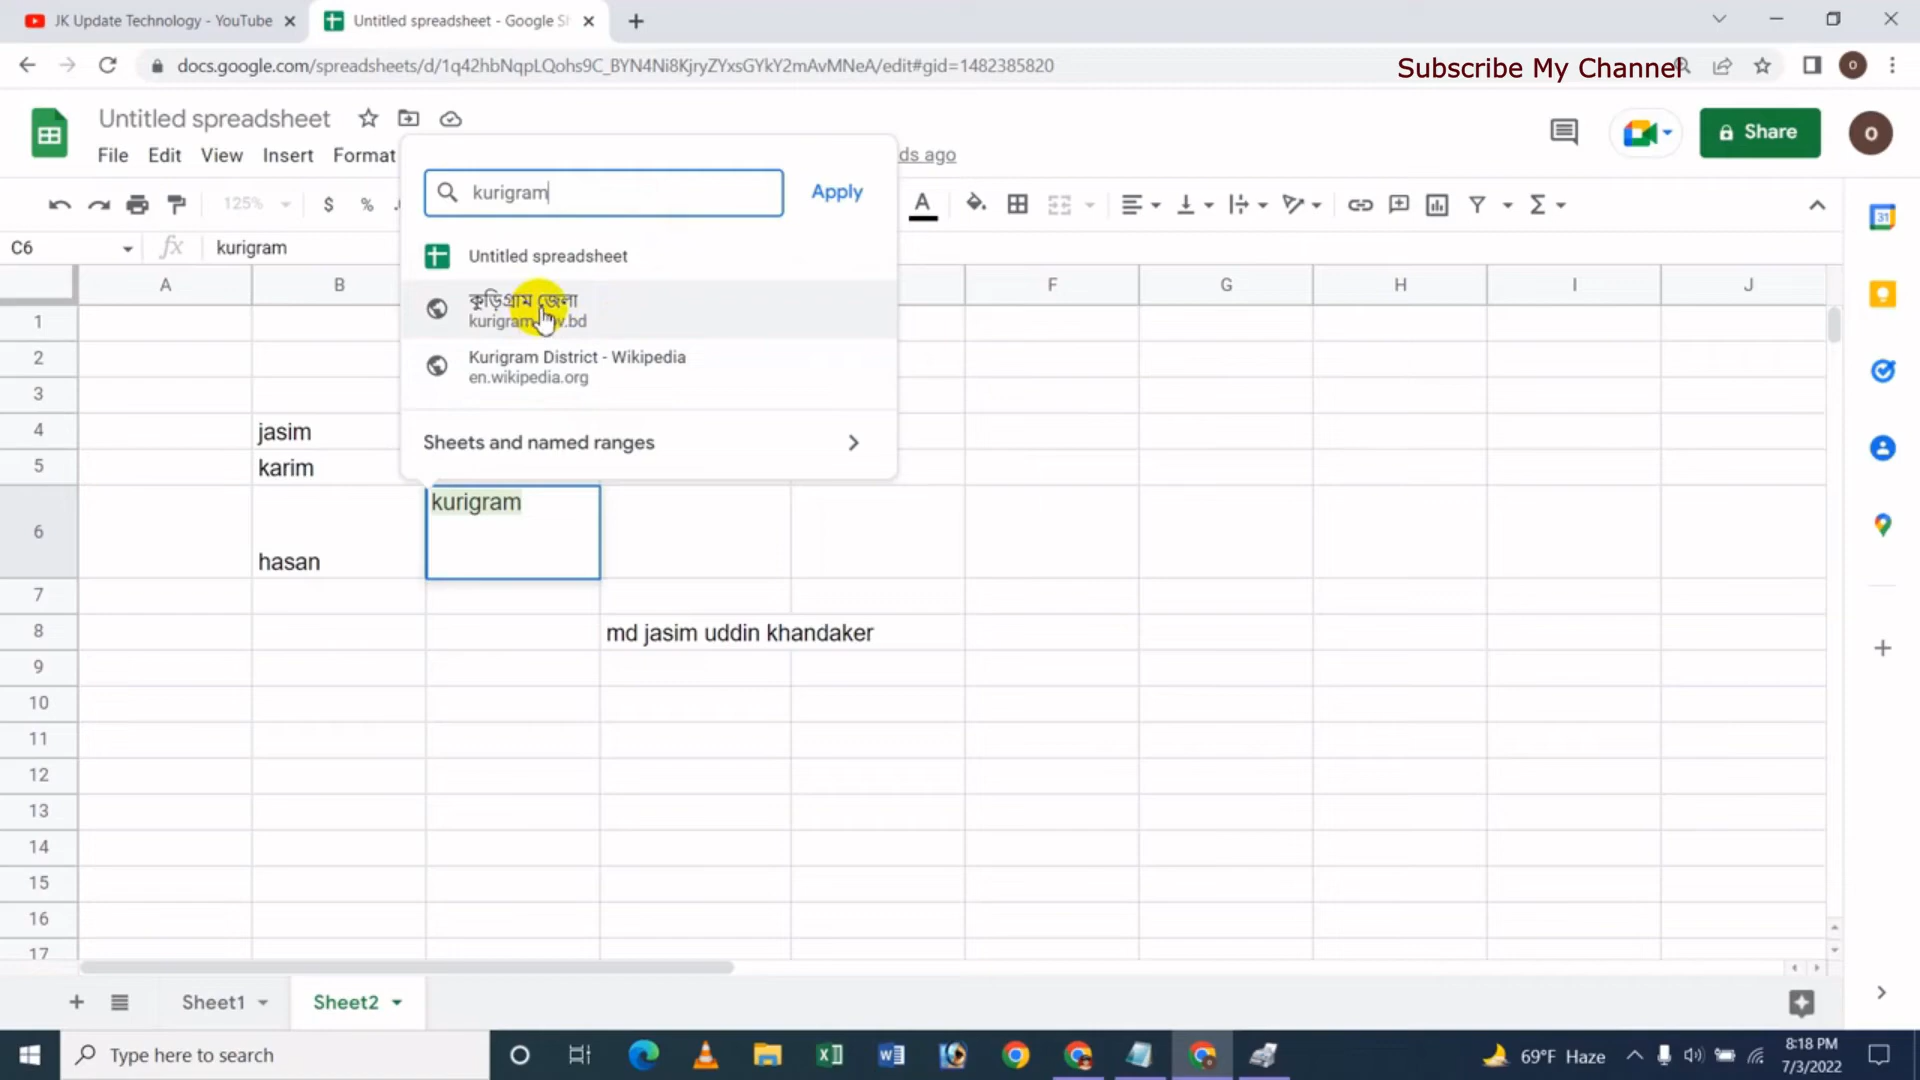 JK Update Technology - YouTube
Untitled spreadsheet - Google Sh
docs.google.com/spreadsheets/d/1q42hbNqpLQohs9C_BYN4Ni8KjryZYxsGYkY2mAvMNeA/edit#gid=1482385820
Subscribe My Channel
O
Untitled spreadsheet
File Edit View Insert Format
ds ago
Share
O
kurigram
Apply
125%
$ %
A
31
C6
fx kurigram
Untitled spreadsheet
কুড়িগ্রাম জেলা
Kurigram District - Wikipedia
en.wikipedia.org
Sheets and named ranges
A B F G H I J
1
2
3
4 jasim
5 karim
6 hasan kurigram
7
8 md jasim uddin khandaker
9
10
11
12
13
14
15
16
17
Sheet1 Sheet2
Type here to search
69°F Haze
8:18 PM
7/3/2022